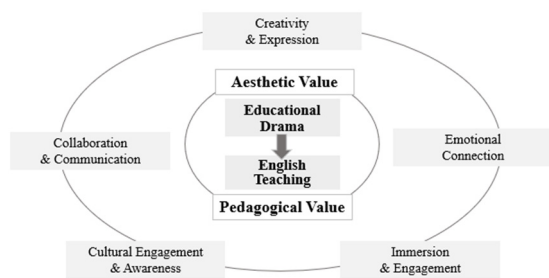 Creativity
& Expression
Aesthetic Value
Educational
Drama
Collaboration
& Communication
Emotional
Connection
English
Teaching
Pedagogical Value
Cultural Engagement
& Awareness
Immersion
& Engagement